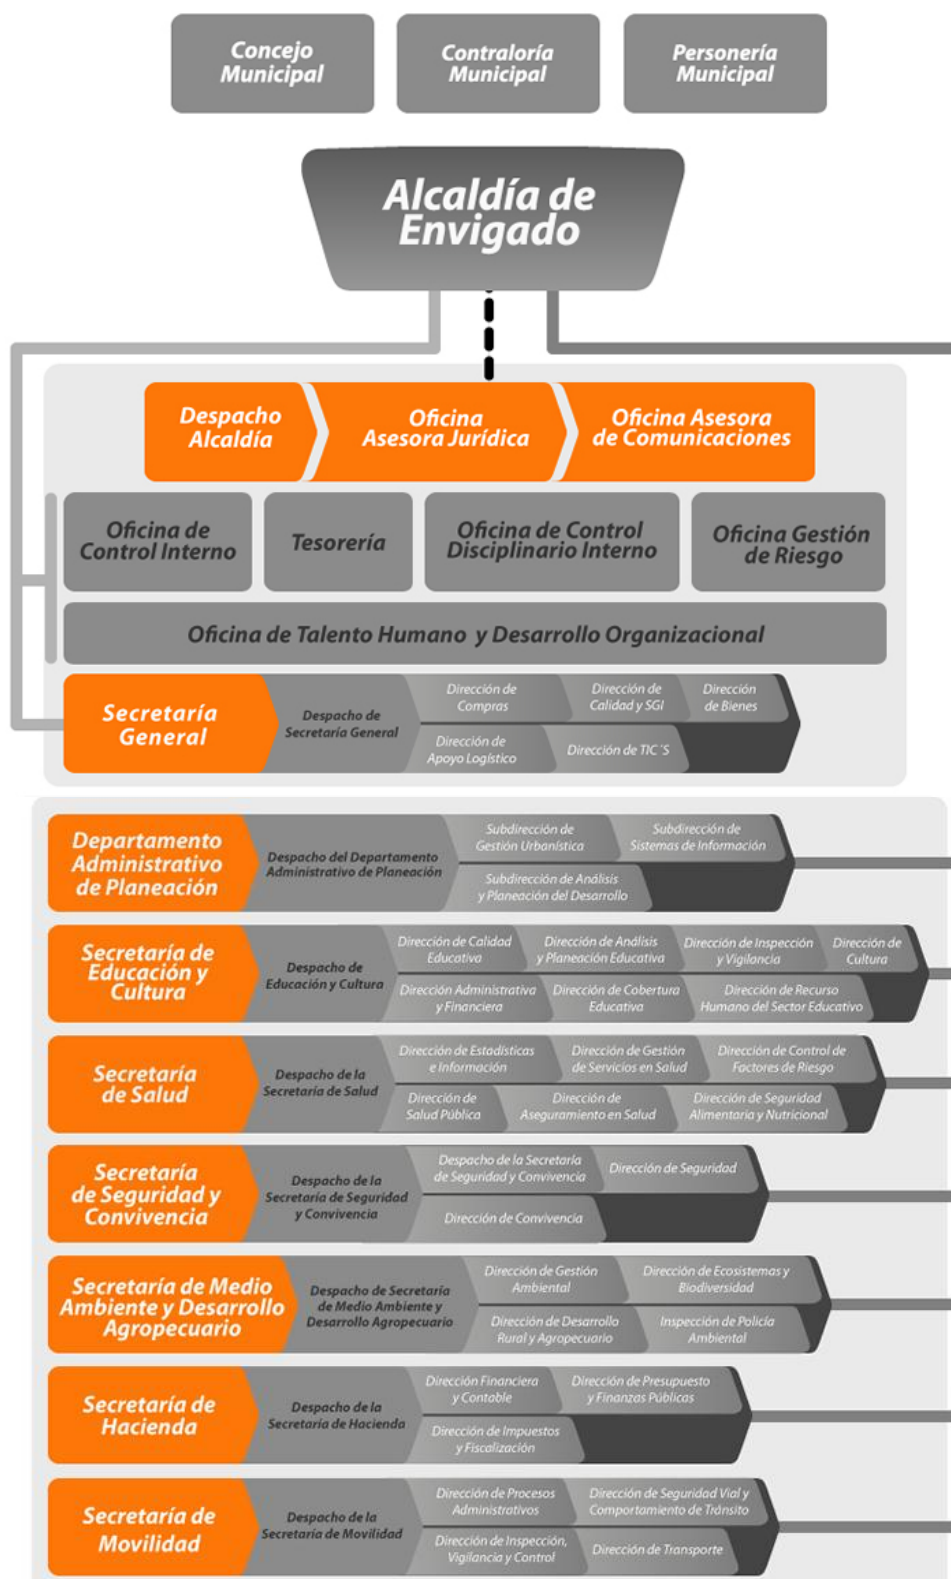 Concejo
Municipal
Contraloría
Municipal
Personería
Municipal
Alcaldía de
Envigado
Despacho
Alcaldía
Oficina
Asesora Jurídica
Oficina Asesora
de Comunicaciones
Oficina de
Control Interno
Tesorería
Oficina de Control
Disciplinario Interno
Oficina Gestión
de Riesgo
Oficina de Talento Humano y Desarrollo Organizacional
Secretaría
General
Despacho de
Secretaría General
Dirección de
Compras
Dirección de
Calidad y SGI
Dirección
de Bienes
Dirección de
Apoyo Logístico
Dirección de TIC´S
Departamento
Administrativo
de Planeación
Despacho del Departamento
Administrativo de Planeación
Subdirección de
Gestión Urbanística
Subdirección de
Sistemas de Información
Subdirección de Análisis
y Planeación del Desarrollo
Secretaría de
Educación y
Cultura
Despacho de
Educación y Cultura
Dirección de Calidad
Educativa
Dirección de Análisis
y Planeación Educativa
Dirección de Inspección
y Vigilancia
Dirección de
Cultura
Dirección Administrativa
y Financiera
Dirección de Cobertura
Educativa
Dirección de Recurso
Humano del Sector Educativo
Secretaría
de Salud
Despacho de la
Secretaría de Salud
Dirección de Estadísticas
e Información
Dirección de Gestión
de Servicios en Salud
Dirección de Control de
Factores de Riesgo
Dirección de
Salud Pública
Dirección de
Aseguramiento en Salud
Dirección de Seguridad
Alimentaria y Nutricional
Secretaría
de Seguridad y
Convivencia
Despacho de la
Secretaría de Seguridad
y Convivencia
Despacho de la Secretaría
de Seguridad y Convivencia
Dirección de Seguridad
Dirección de Convivencia
Secretaría de Medio
Ambiente y Desarrollo
Agropecuario
Despacho de Secretaría
de Medio Ambiente y
Desarrollo Agropecuario
Dirección de Gestión
Ambiental
Dirección de Ecosistemas y
Biodiversidad
Dirección de Desarrollo
Rural y Agropecuario
Inspección de Policía
Ambiental
Secretaría de
Hacienda
Despacho de la
Secretaría de Hacienda
Dirección Financiera
y Contable
Dirección de Presupuesto
y Finanzas Públicas
Dirección de Impuestos
y Fiscalización
Secretaría de
Movilidad
Despacho de la
Secretaría de Movilidad
Dirección de Procesos
Administrativos
Dirección de Seguridad Vial y
Comportamiento de Tránsito
Dirección de Inspección,
Vigilancia y Control
Dirección de Transporte